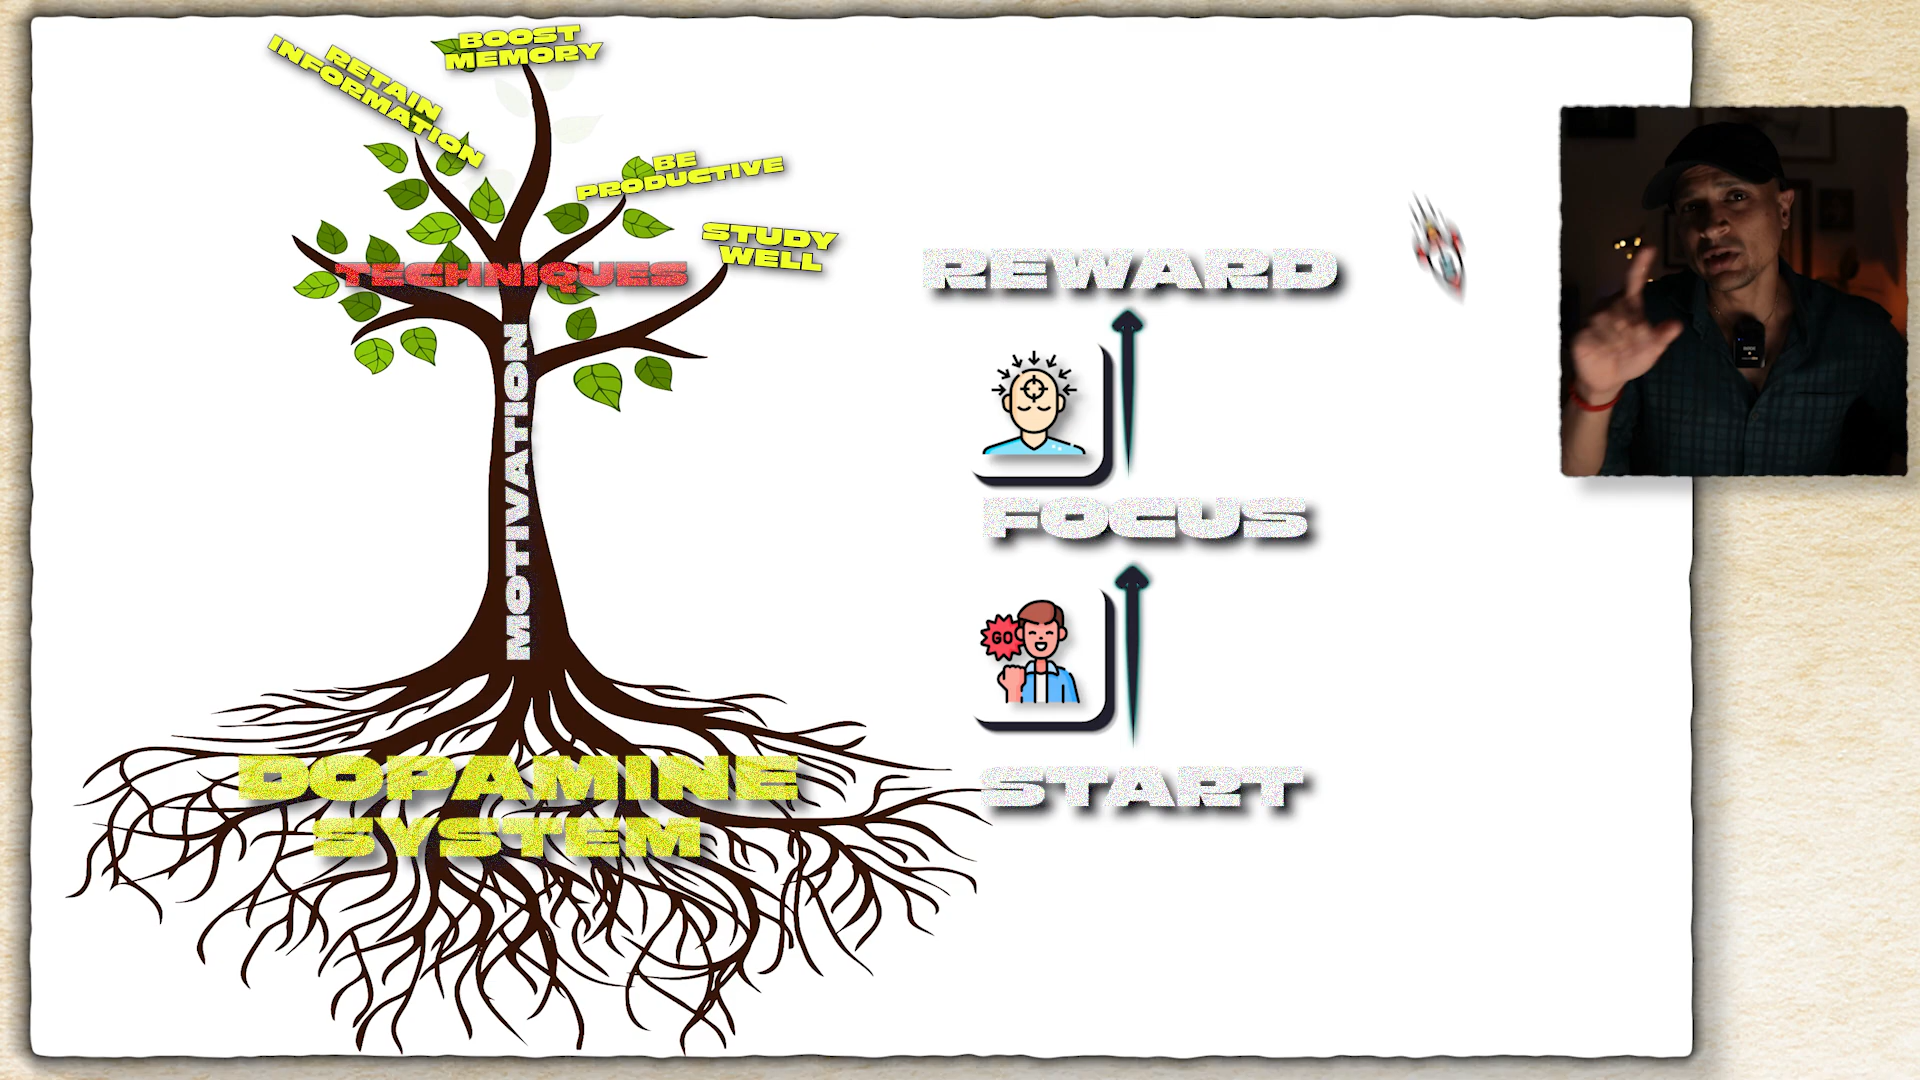 BOOST
MEMORY
RETAIN
INFORMATION
BE
PRODUCTIVE
STUDY
WELL
TECHNIQUES
MOTIVATION
DOPAMINE
SYSTEM
REWARD
FOCUS
GO
START